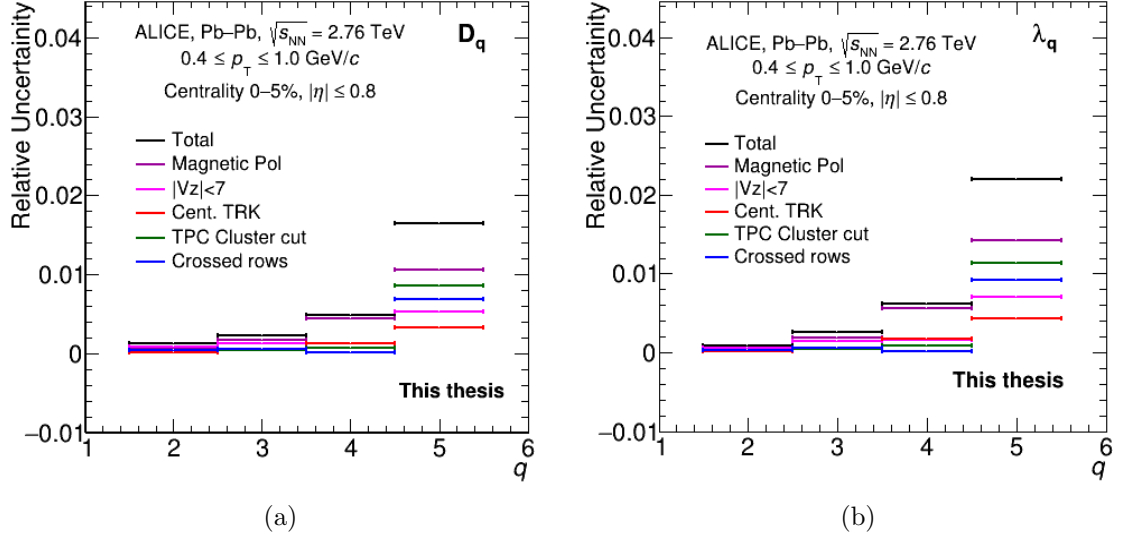 Relative Uncertainity
0.04
0.03
0.02
0.01
0
−0.01
ALICE, Pb–Pb, √sNN = 2.76 TeV
Dq
0.4 ≤ pT ≤ 1.0 GeV/c
Centrality 0–5%, |η| ≤ 0.8
Total
Magnetic Pol
|Vz|<7
Cent. TRK
TPC Cluster cut
Crossed rows
This thesis
1 2 3 4 5 6
q
(a)
Relative Uncertainity
0.04
0.03
0.02
0.01
0
−0.01
ALICE, Pb–Pb, √sNN = 2.76 TeV
λq
0.4 ≤ pT ≤ 1.0 GeV/c
Centrality 0–5%, |η| ≤ 0.8
Total
Magnetic Pol
|Vz|<7
Cent. TRK
TPC Cluster cut
Crossed rows
This thesis
1 2 3 4 5 6
q
(b)